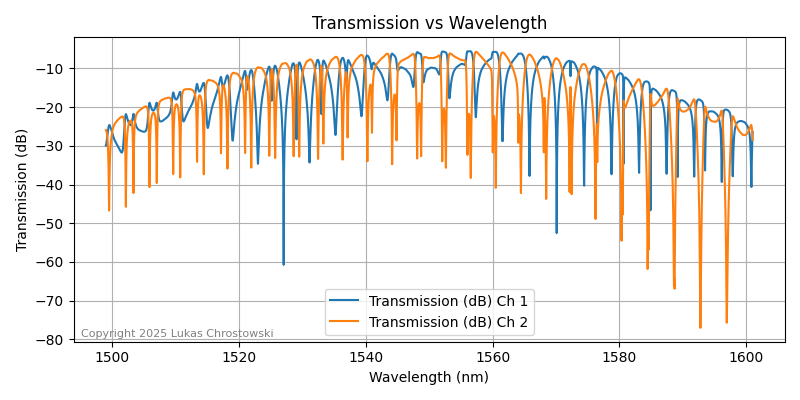 Transmission vs Wavelength
Transmission (dB)
−10
−20
−30
−40
−50
−60
−70
−80
Transmission (dB) Ch 1
Transmission (dB) Ch 2
Copyright 2025 Lukas Chrostowski
1500 1520 1540 1560 1580 1600
Wavelength (nm)